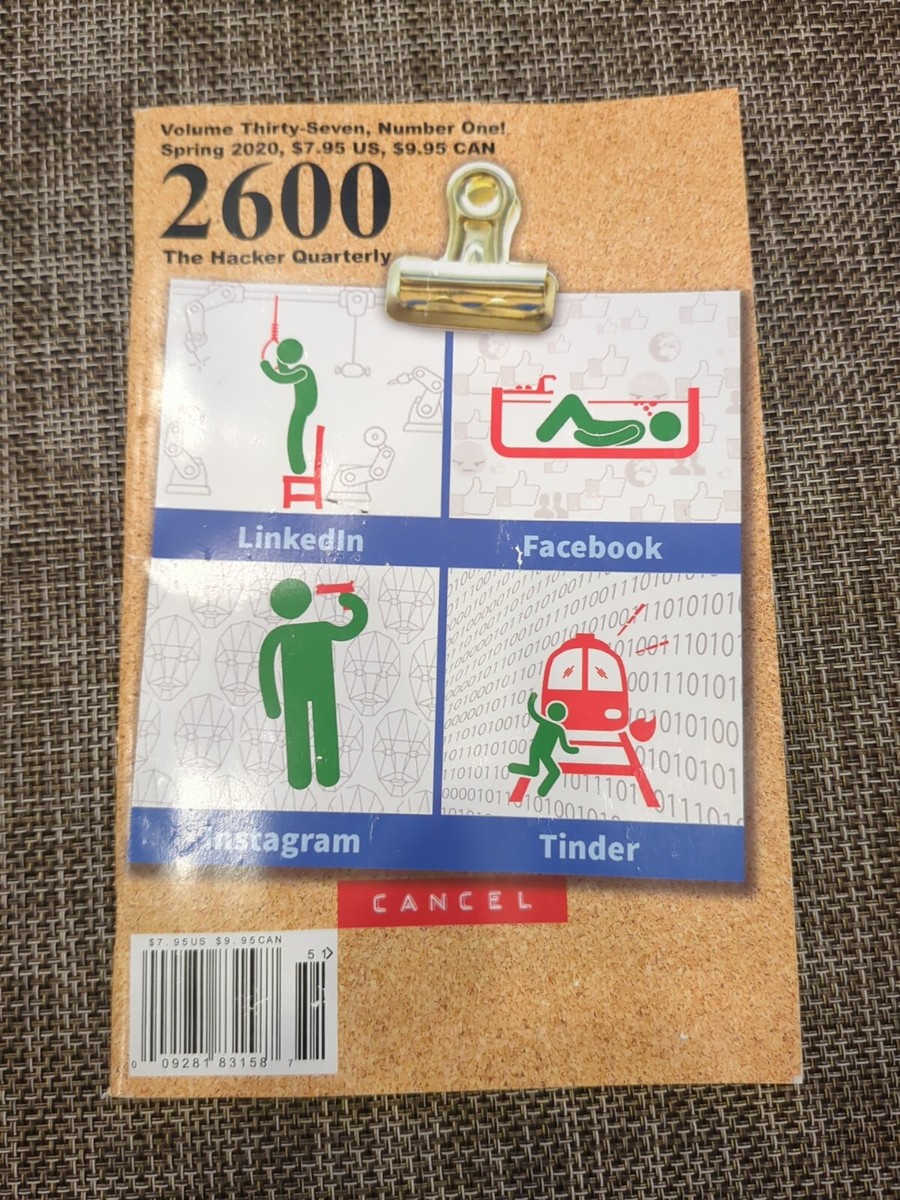 Volume Thirty-Seven, Number One!
Spring 2020, $7.95 US, $9.95 CAN
2600
The Hacker Quarterly
LinkedIn
Facebook
Instagram
Tinder
CANCEL
$7.95US $9.95CAN
51>
0 09281 83158 7